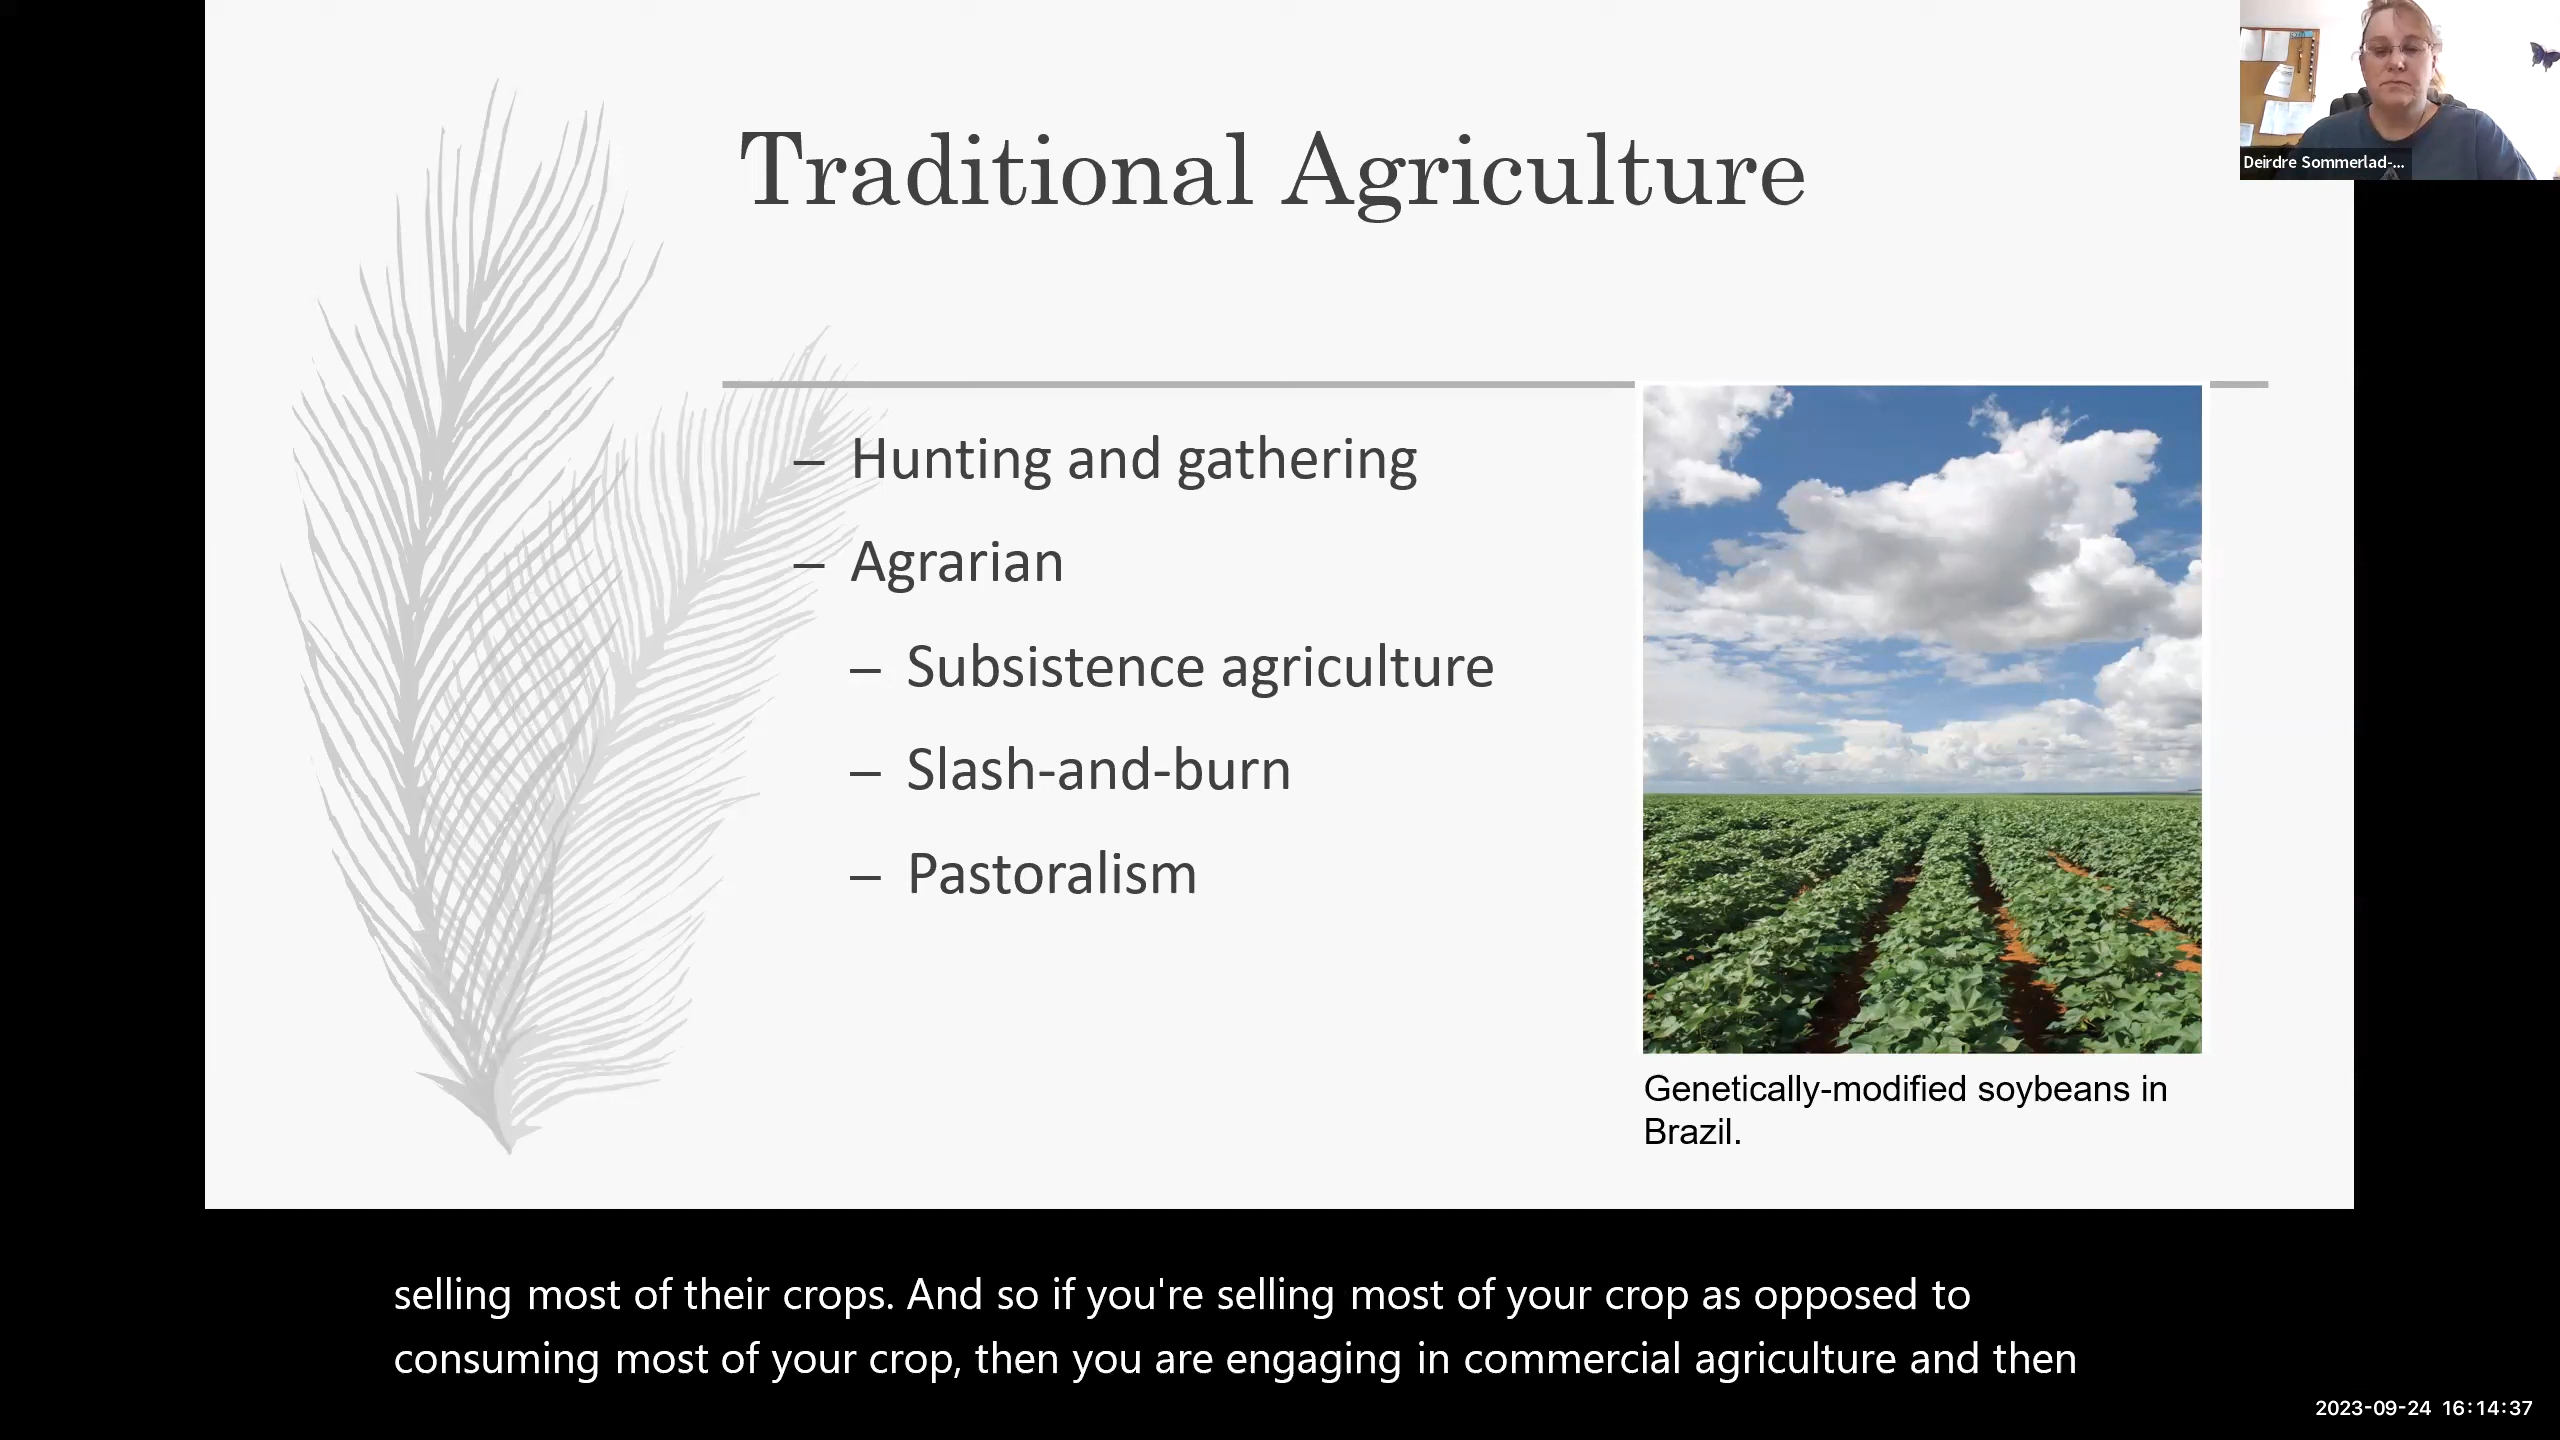 Traditional Agriculture
– Hunting and gathering
– Agrarian
– Subsistence agriculture
– Slash-and-burn
– Pastoralism
Genetically-modified soybeans in
Brazil.
Deirdre Sommerlad-...
selling most of their crops. And so if you're selling most of your crop as opposed to
consuming most of your crop, then you are engaging in commercial agriculture and then
2023-09-24 16:14:37